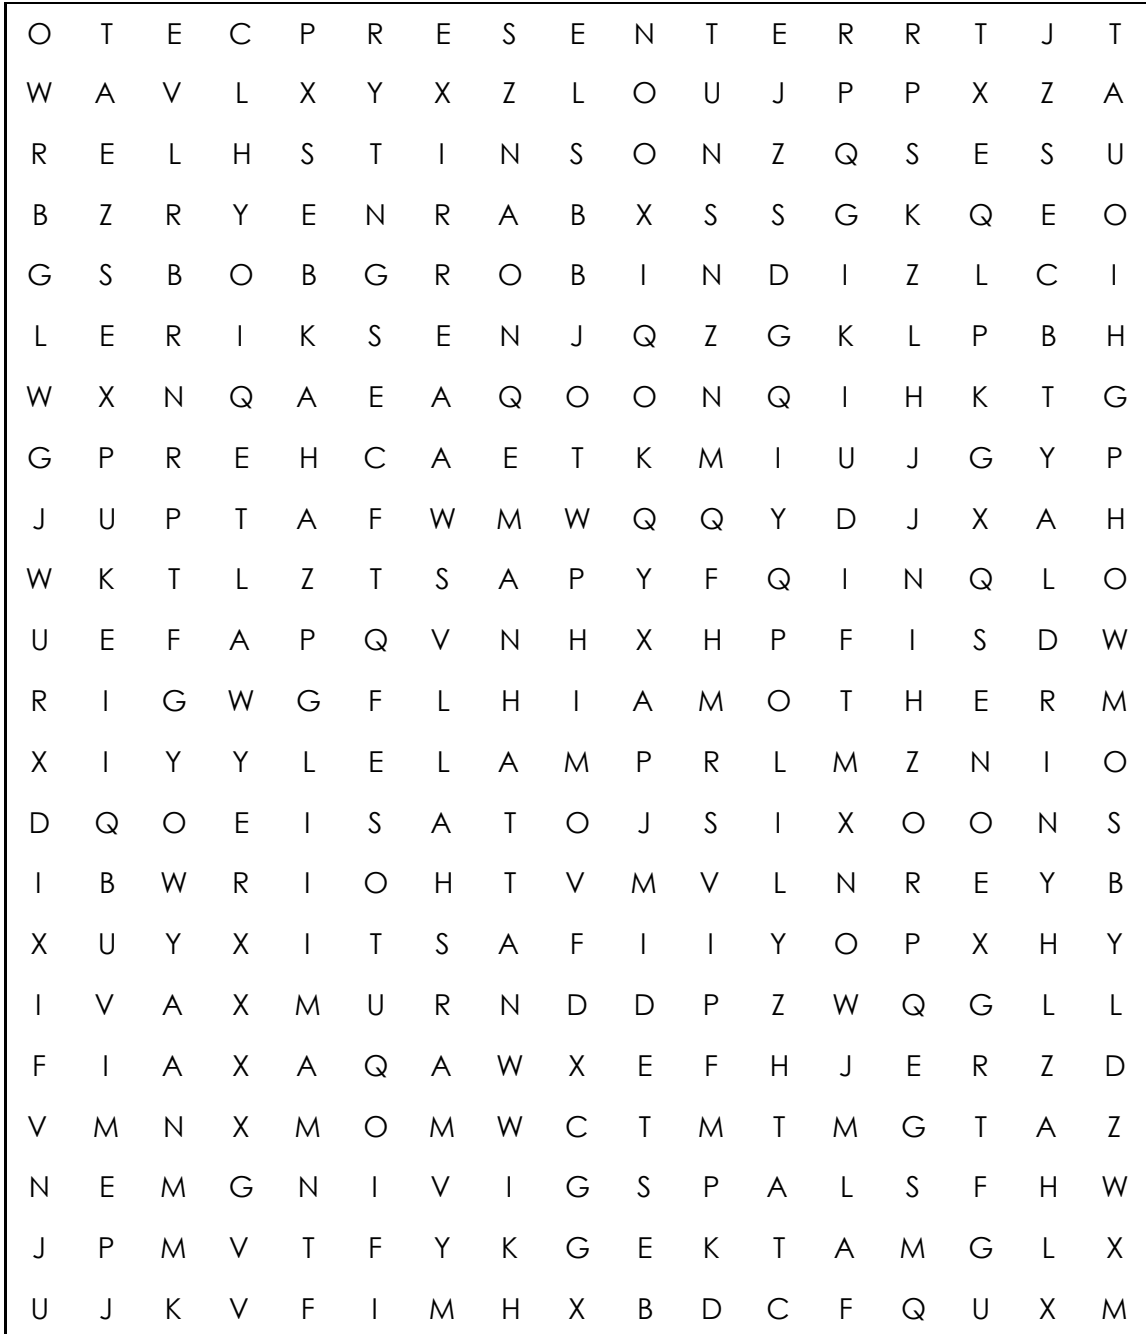 O T E C P R E S E N T E R R T J T
W A V L X Y X Z L O U J P P X Z A
R E L H S T I N S O N Z Q S E S U
B Z R Y E N R A B X S S G K Q E O
G S B O B G R O B I N D I Z L C I
L E R I K S E N J Q Z G K L P B H
W X N Q A E A Q O O N Q I H K T G
G P R E H C A E T K M I U J G Y P
J U P T A F W M W Q Q Y D J X A H
W K T L Z T S A P Y F Q I N Q L O
U E F A P Q V N H X H P F I S D W
R I G W G F L H I A M O T H E R M
X I Y Y L E L A M P R L M Z N I O
D Q O E I S A T O J S I X O O N S
I B W R I O H T V M V L N R E Y B
X U Y X I T S A F I I Y O P X H Y
I V A X M U R N D D P Z W Q G L L
F I A X A Q A W X E F H J E R Z D
V M N X M O M W C T M T M G T A Z
N E M G N I V I G S P A L S F H W
J P M V T F Y K G E K T A M G L X
U J K V F I M H X B D C F Q U X M